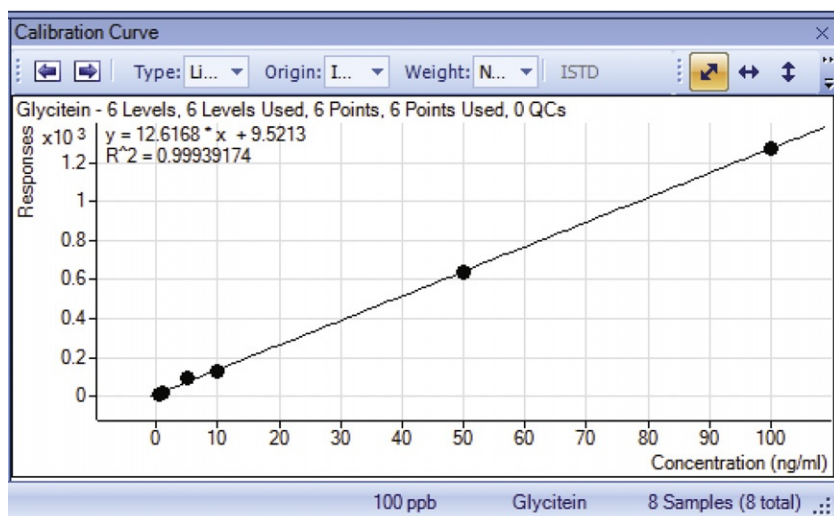 Calibration Curve
Type: Li... Origin: I... Weight: N... ISTD
Glycitein - 6 Levels, 6 Levels Used, 6 Points, 6 Points Used, 0 QCs
Responses
x10 3
y = 12.6168 * x + 9.5213
R^2 = 0.99939174
1.2
1
0.8
0.6
0.4
0.2
0
0 10 20 30 40 50 60 70 80 90 100
Concentration (ng/ml)
100 ppb Glycitein 8 Samples (8 total)